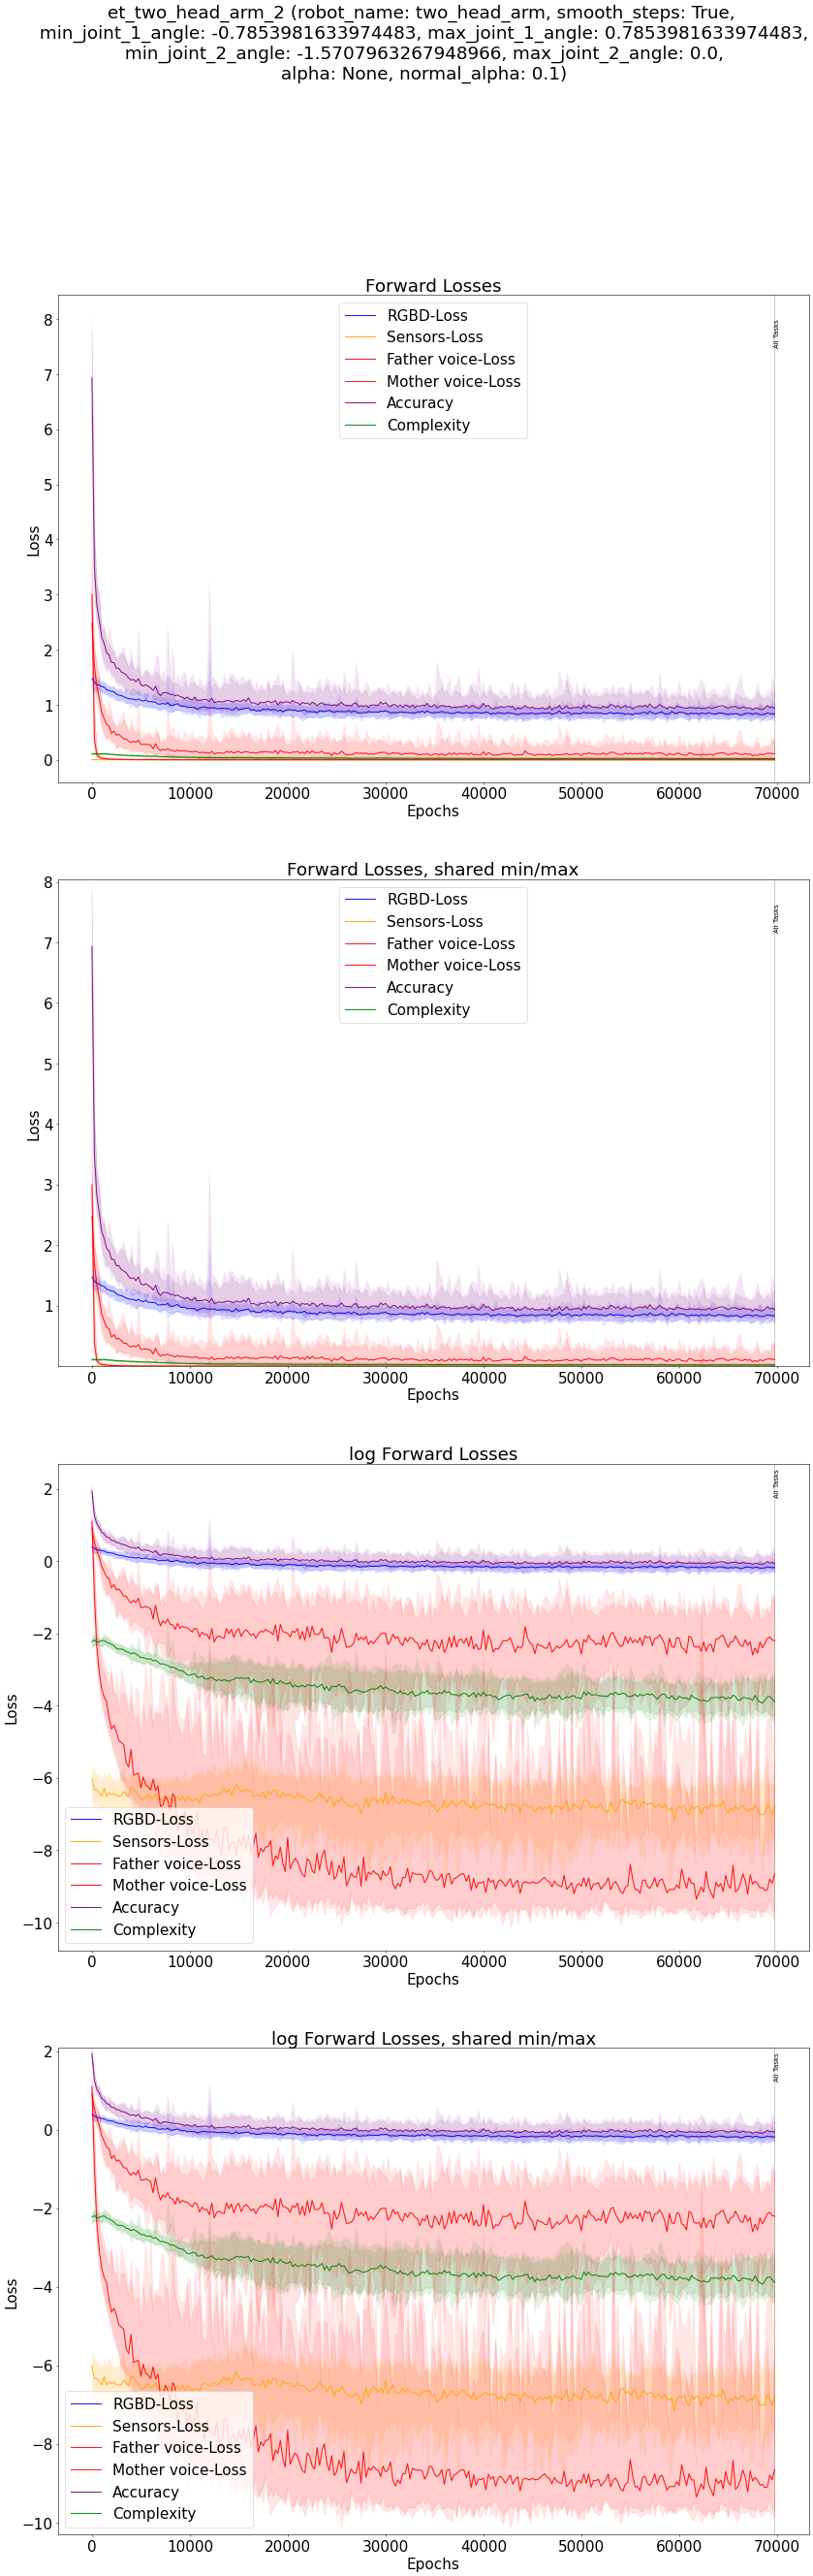 et_two_head_arm_2 (robot_name: two_head_arm, smooth_steps: True,
min_joint_1_angle: -0.7853981633974483, max_joint_1_angle: 0.7853981633974483,
min_joint_2_angle: -1.5707963267948966, max_joint_2_angle: 0.0,
alpha: None, normal_alpha: 0.1)
Forward Losses
RGBD-Loss
Sensors-Loss
Father voice-Loss
Mother voice-Loss
Accuracy
Complexity
All Tasks
Loss
8
7
6
5
4
3
2
1
0
0 10000 20000 30000 40000 50000 60000 70000
Epochs
Forward Losses, shared min/max
RGBD-Loss
Sensors-Loss
Father voice-Loss
Mother voice-Loss
Accuracy
Complexity
All Tasks
Loss
8
7
6
5
4
3
2
1
0 10000 20000 30000 40000 50000 60000 70000
Epochs
log Forward Losses
All Tasks
Loss
2
0
−2
−4
−6
−8
−10
RGBD-Loss
Sensors-Loss
Father voice-Loss
Mother voice-Loss
Accuracy
Complexity
0 10000 20000 30000 40000 50000 60000 70000
Epochs
log Forward Losses, shared min/max
All Tasks
Loss
2
0
−2
−4
−6
−8
−10
RGBD-Loss
Sensors-Loss
Father voice-Loss
Mother voice-Loss
Accuracy
Complexity
0 10000 20000 30000 40000 50000 60000 70000
Epochs